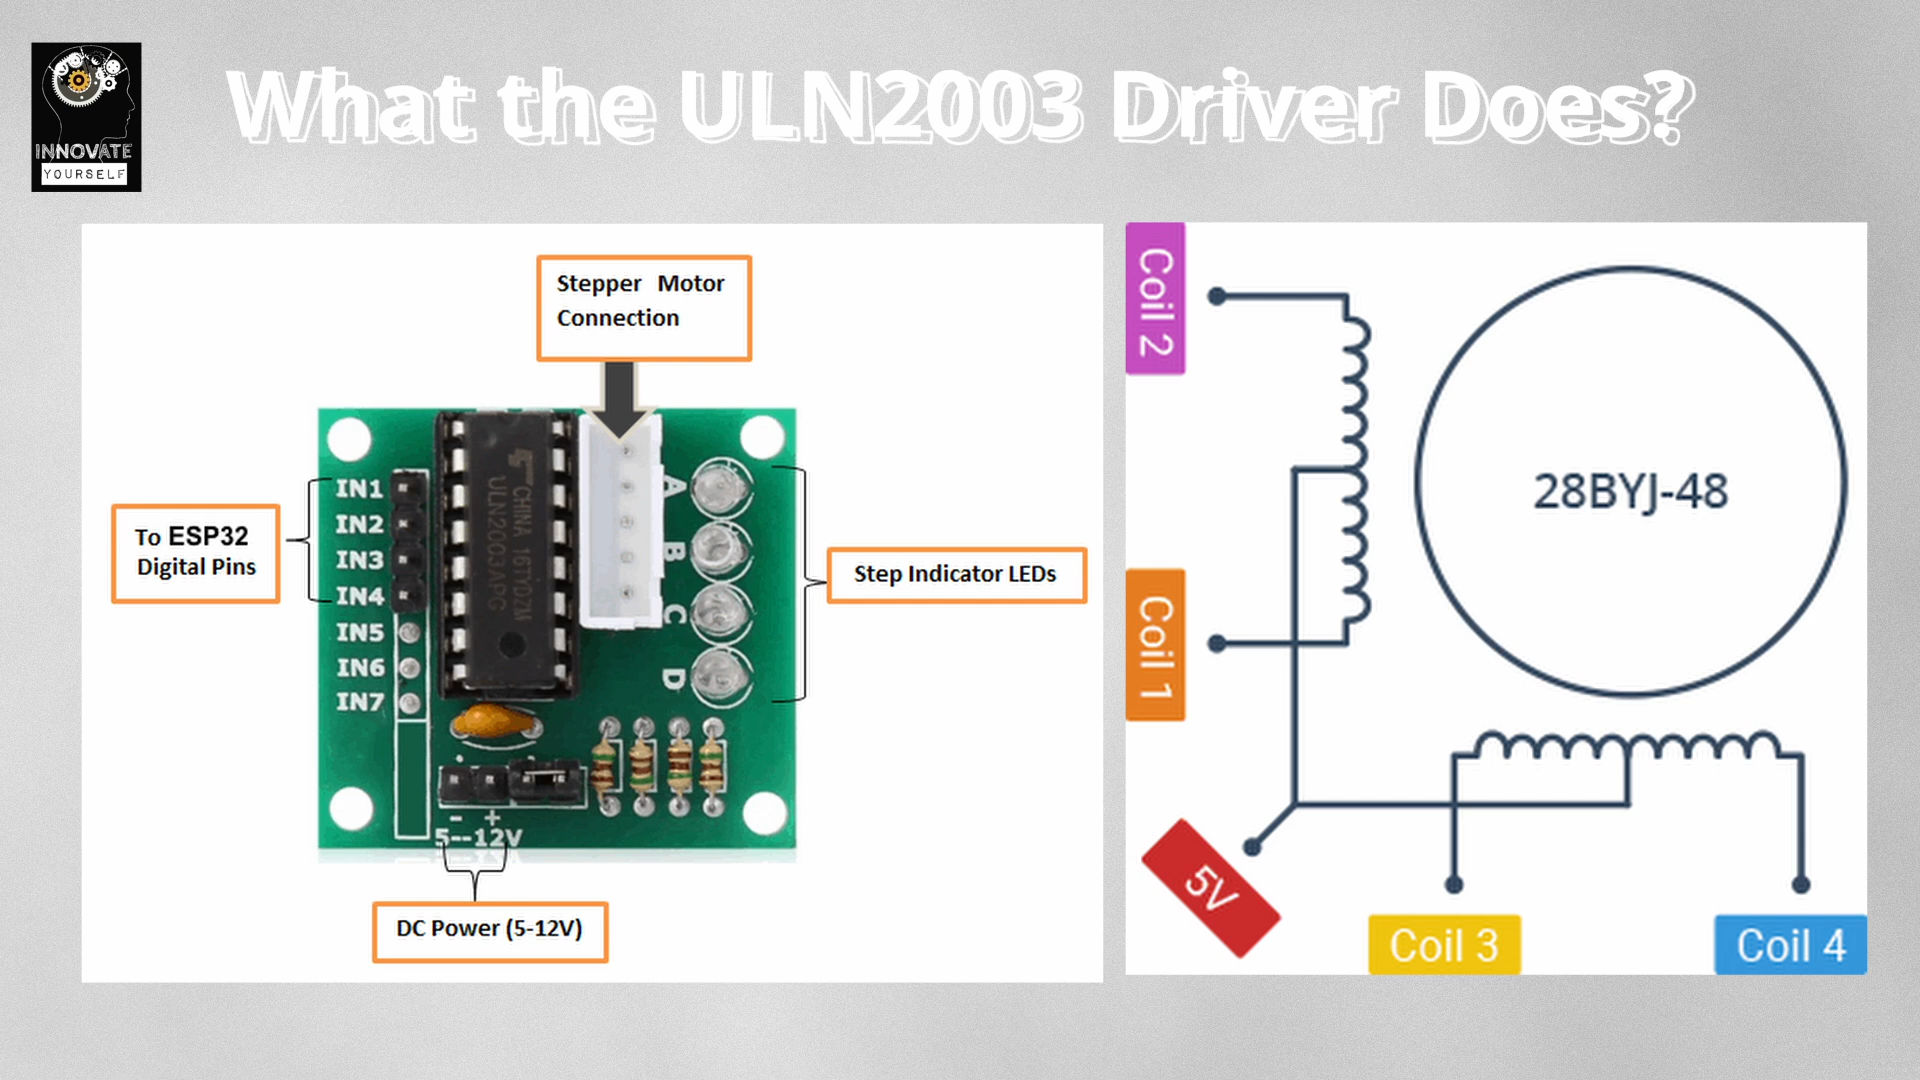 What the ULN2003 Driver Does?
INNOVATE
YOURSELF
Stepper Motor
Connection
To ESP32
Digital Pins
IN1
IN2
IN3
IN4
IN5
IN6
IN7
CHINA 16TYDZM
ULN2003APG
A
B
C
D
Step Indicator LEDs
- +
5--12V
DC Power (5-12V)
Coil 2
Coil 1
28BYJ-48
5V
Coil 3
Coil 4